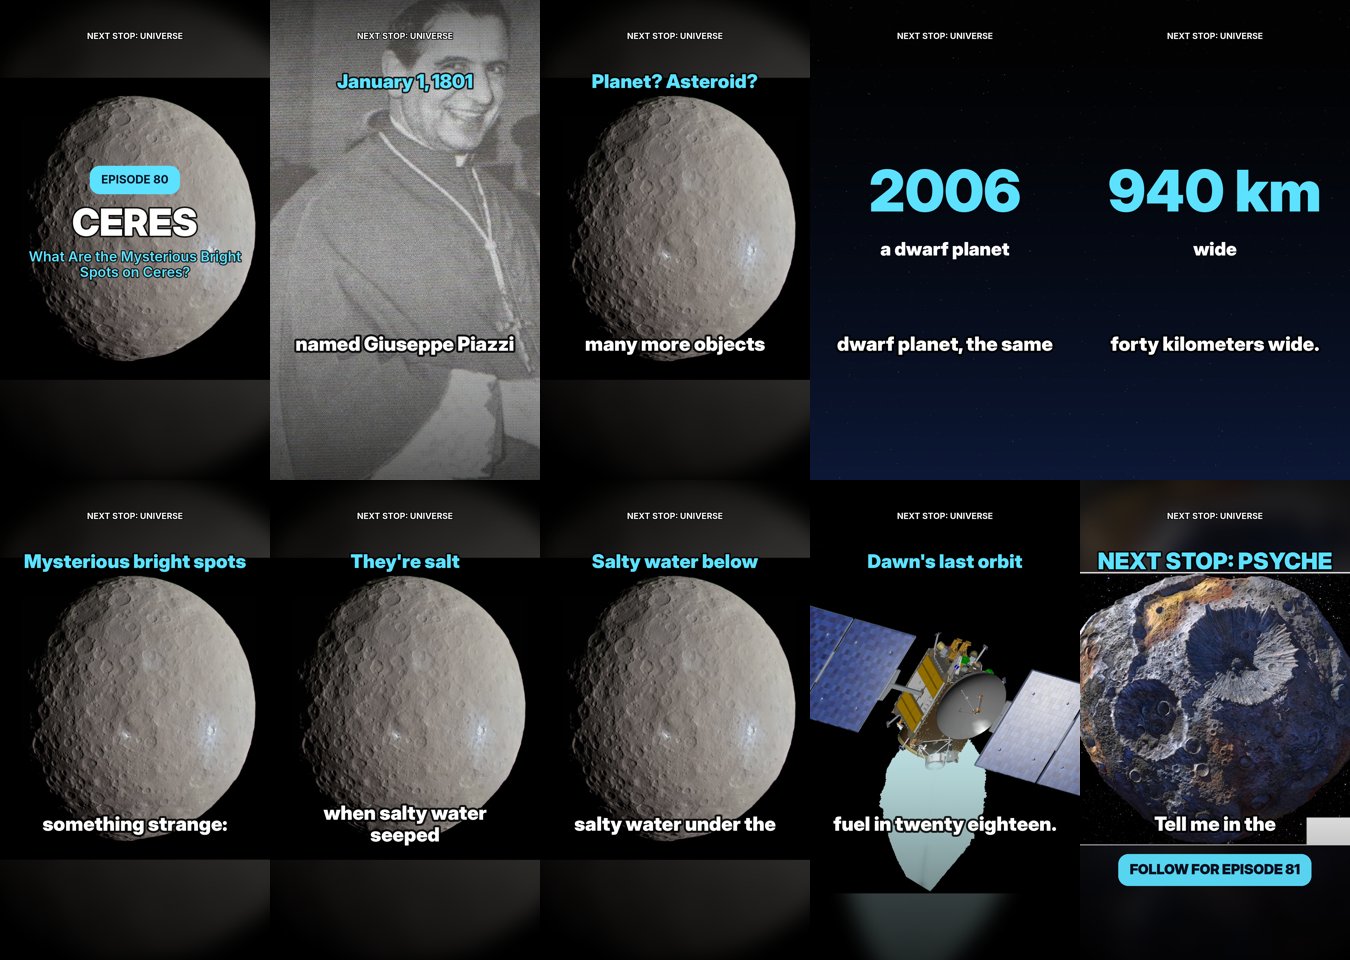 NEXT STOP: UNIVERSE
EPISODE 80
CERES
What Are the Mysterious Bright
Spots on Ceres?
NEXT STOP: UNIVERSE
January 1, 1801
named Giuseppe Piazzi
NEXT STOP: UNIVERSE
Planet? Asteroid?
many more objects
NEXT STOP: UNIVERSE
2006
a dwarf planet
dwarf planet, the same
NEXT STOP: UNIVERSE
940 km
wide
forty kilometers wide.
NEXT STOP: UNIVERSE
Mysterious bright spots
something strange:
NEXT STOP: UNIVERSE
They're salt
when salty water
seeped
NEXT STOP: UNIVERSE
Salty water below
salty water under the
NEXT STOP: UNIVERSE
Dawn's last orbit
fuel in twenty eighteen.
NEXT STOP: UNIVERSE
NEXT STOP: PSYCHE
Tell me in the
FOLLOW FOR EPISODE 81